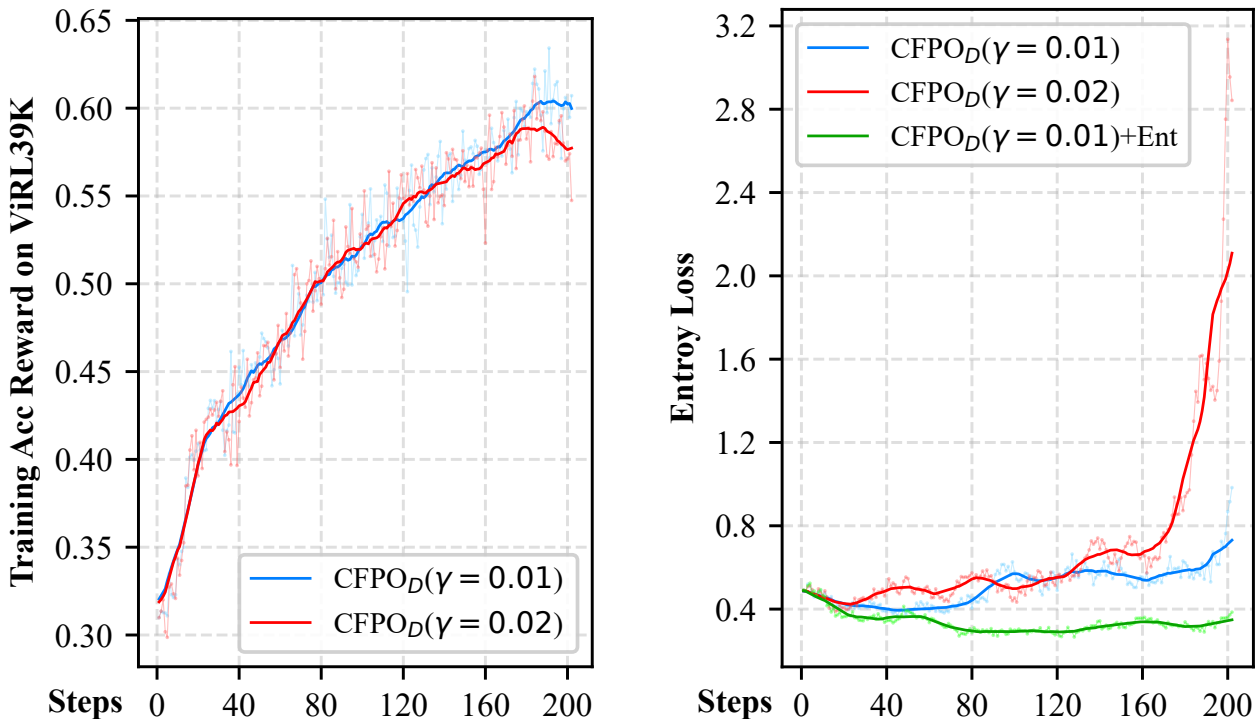 Training Acc Reward on ViRL39K
0.65
0.60
0.55
0.50
0.45
0.40
0.35
0.30
CFPO_D(γ = 0.01)
CFPO_D(γ = 0.02)
Steps 0 40 80 120 160 200
Entroy Loss
3.2
2.8
2.4
2.0
1.6
1.2
0.8
0.4
CFPO_D(γ = 0.01)
CFPO_D(γ = 0.02)
CFPO_D(γ = 0.01)+Ent
Steps 0 40 80 120 160 200